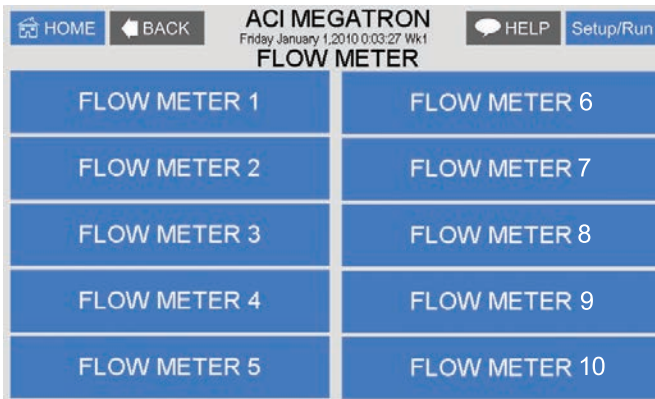 HOME
BACK
ACI MEGATRON
Friday January 1,2010 0:03:27 Wk1
FLOW METER
HELP
Setup/Run
FLOW METER 1
FLOW METER 2
FLOW METER 3
FLOW METER 4
FLOW METER 5
FLOW METER 6
FLOW METER 7
FLOW METER 8
FLOW METER 9
FLOW METER 10